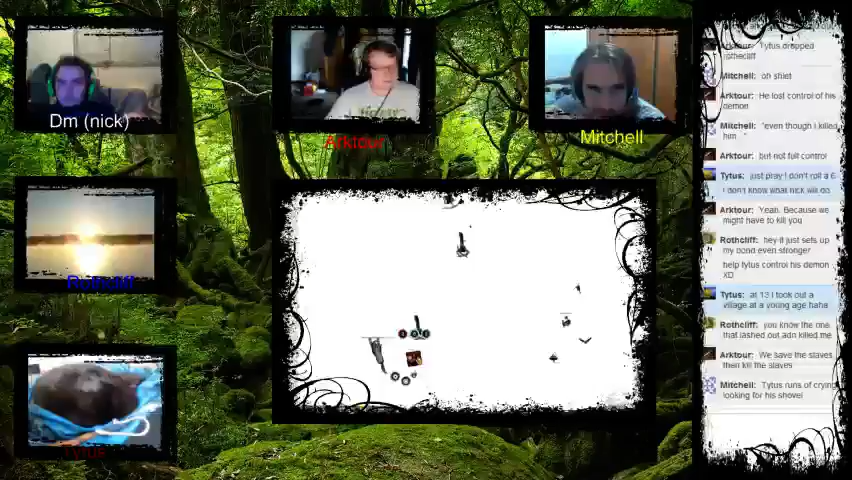 Dm (nick)
Arktour
Mitchell
Rothcliff
Tytus
Arktour: Tytus dropped
rothecliff
Mitchell: oh shiet
Arktour: He lost control of his
demon
Mitchell: "even though i killed
him "
Arktour: but not full control
Tytus: just pray I don't roll a 6
I don't know what nick will do
Arktour: Yeah. Because we
might have to kill you
Rothcliff: hey it just sets up
my bond even stronger
help tytus control his demon
XD
Tytus: at 13 I took out a
village at a young age haha
Rothcliff: you know the one
that lashed out adn killed me
Arktour: We save the slaves
then kill the slaves
Mitchell: Tytus runs of crying
looking for his shovel